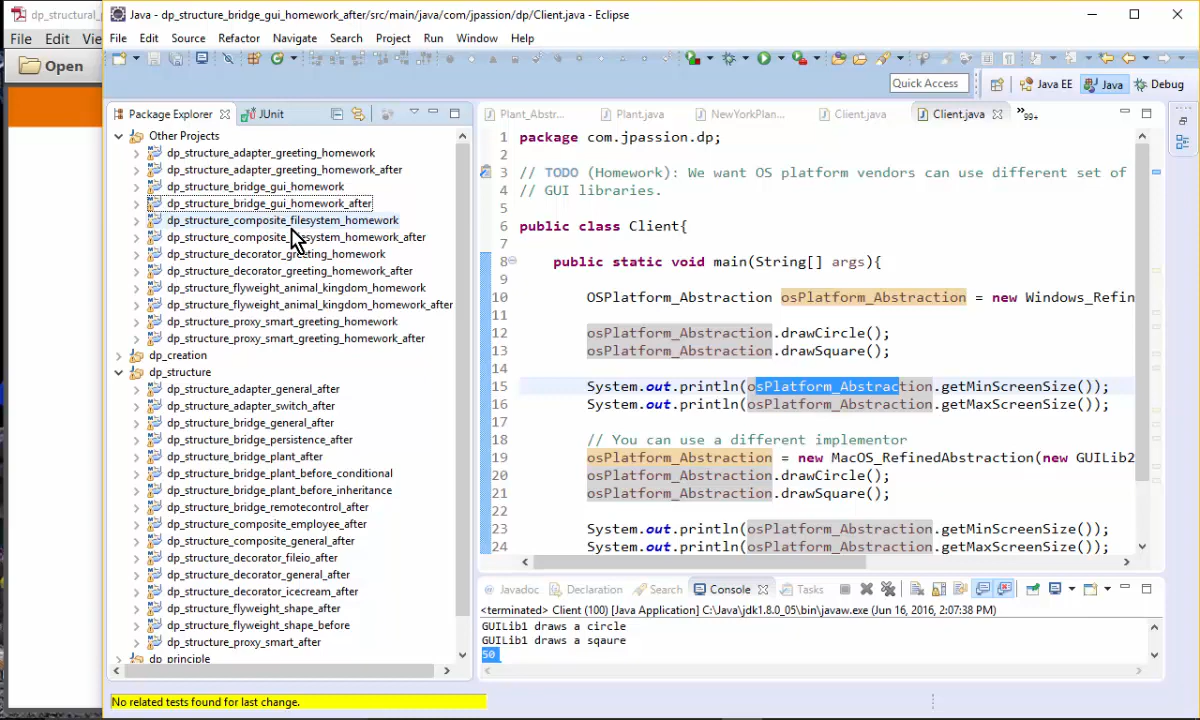 dp_structural_p
File Edit Vie
Open
Java - dp_structure_bridge_gui_homework_after/src/main/java/com/jpassion/dp/Client.java - Eclipse
File Edit Source Refactor Navigate Search Project Run Window Help
Quick Access
Java EE
Java
Debug
Package Explorer
JUnit
Other Projects
dp_structure_adapter_greeting_homework
dp_structure_adapter_greeting_homework_after
dp_structure_bridge_gui_homework
dp_structure_bridge_gui_homework_after
dp_structure_composite_filesystem_homework
dp_structure_composite_filesystem_homework_after
dp_structure_decorator_greeting_homework
dp_structure_decorator_greeting_homework_after
dp_structure_flyweight_animal_kingdom_homework
dp_structure_flyweight_animal_kingdom_homework_after
dp_structure_proxy_smart_greeting_homework
dp_structure_proxy_smart_greeting_homework_after
dp_creation
dp_structure
dp_structure_adapter_general_after
dp_structure_adapter_switch_after
dp_structure_bridge_general_after
dp_structure_bridge_persistence_after
dp_structure_bridge_plant_after
dp_structure_bridge_plant_before_conditional
dp_structure_bridge_plant_before_inheritance
dp_structure_bridge_remotecontrol_after
dp_structure_composite_employee_after
dp_structure_composite_general_after
dp_structure_decorator_fileio_after
dp_structure_decorator_general_after
dp_structure_decorator_icecream_after
dp_structure_flyweight_shape_after
dp_structure_flyweight_shape_before
dp_structure_proxy_smart_after
dp_principle
Plant_Abstr...
Plant.java
NewYorkPlan...
Client.java
Client.java
»99+
1 package com.jpassion.dp;
2
3 // TODO (Homework): We want OS platform vendors can use different set of
4 // GUI libraries.
5
6 public class Client{
7
8 public static void main(String[] args){
9
10 OSPlatform_Abstraction osPlatform_Abstraction = new Windows_Refin
11
12 osPlatform_Abstraction.drawCircle();
13 osPlatform_Abstraction.drawSquare();
14
15 System.out.println(osPlatform_Abstraction.getMinScreenSize());
16 System.out.println(osPlatform_Abstraction.getMaxScreenSize());
17
18 // You can use a different implementor
19 osPlatform_Abstraction = new MacOS_RefinedAbstraction(new GUILib2
20 osPlatform_Abstraction.drawCircle();
21 osPlatform_Abstraction.drawSquare();
22
23 System.out.println(osPlatform_Abstraction.getMinScreenSize());
24 System.out.println(osPlatform_Abstraction.getMaxScreenSize());
Javadoc
Declaration
Search
Console
Tasks
<terminated> Client (100) [Java Application] C:\Java\jdk1.8.0_05\bin\javaw.exe (Jun 16, 2016, 2:07:38 PM)
GUILib1 draws a circle
GUILib1 draws a sqaure
50
No related tests found for last change.